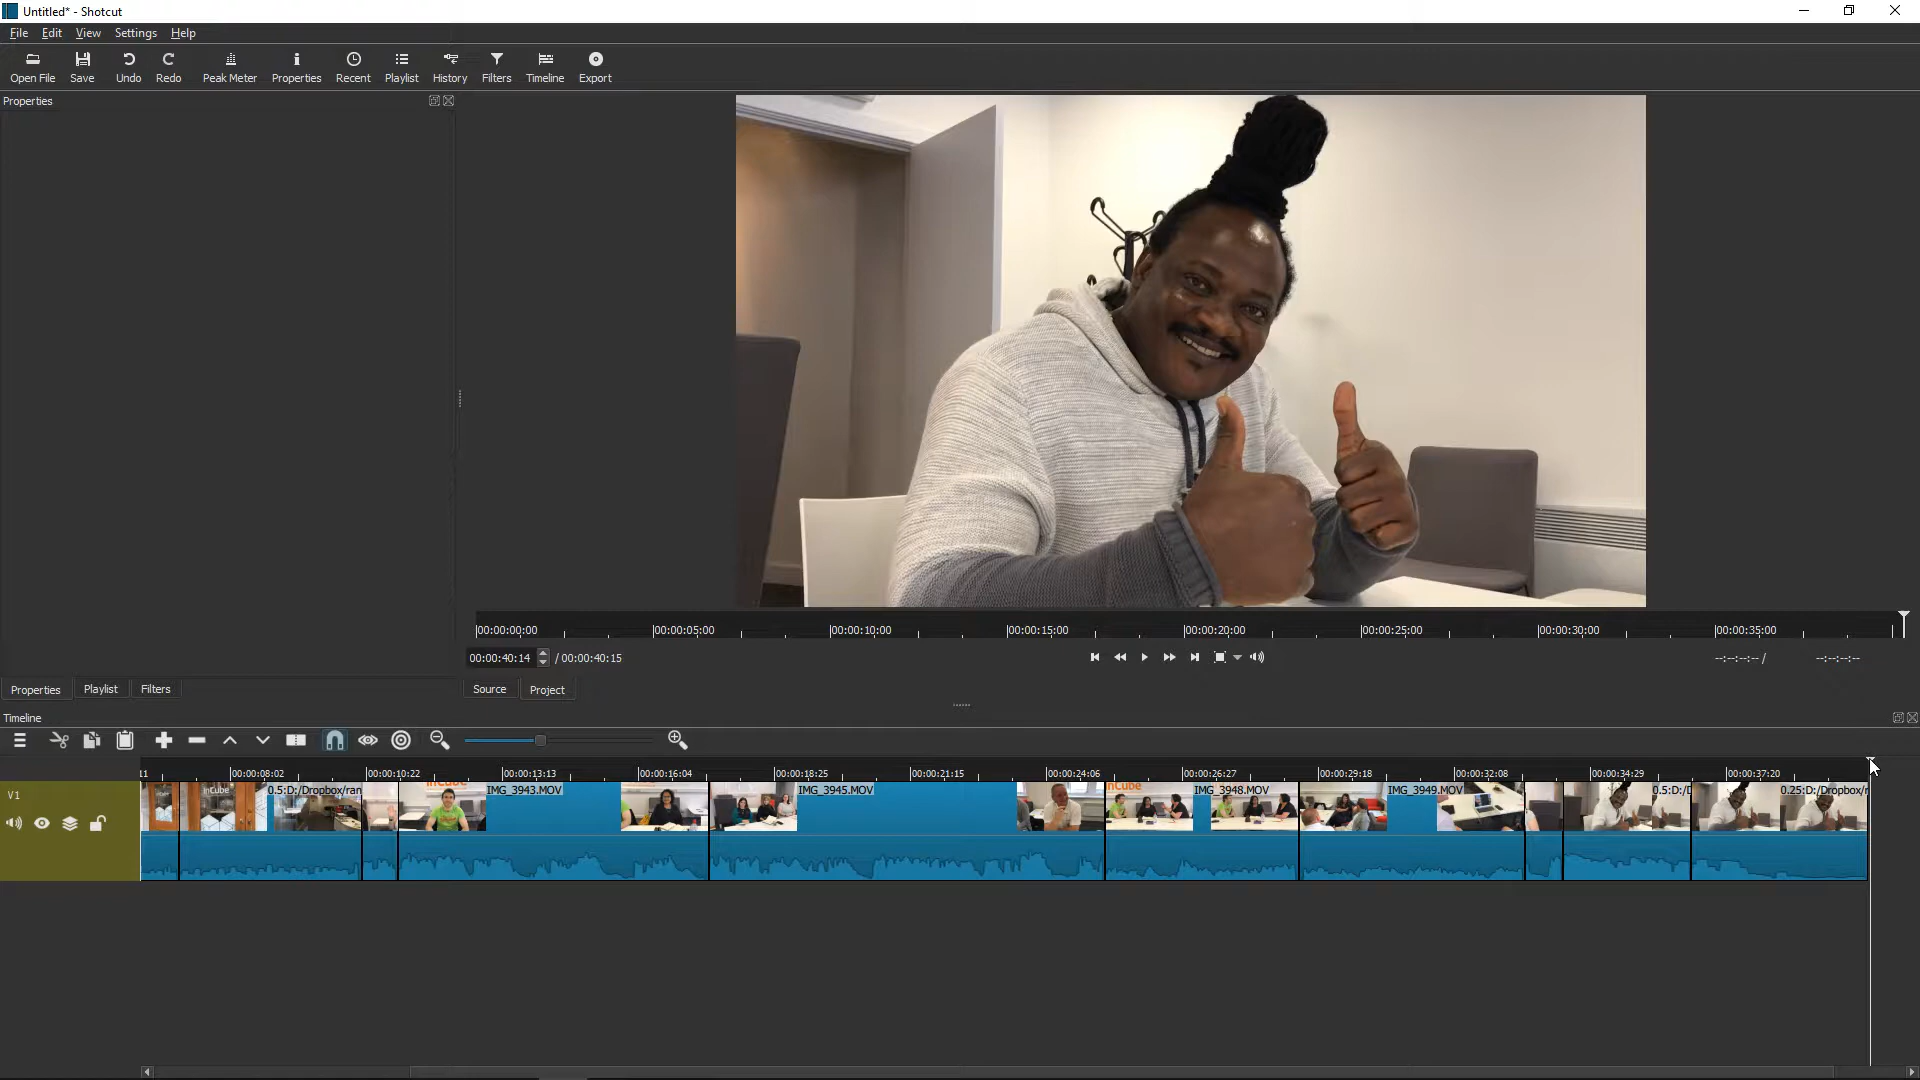 Untitled* - Shotcut
File Edit View Settings Help
Open File Save Undo Redo Peak Meter Properties Recent Playlist History Filters Timeline Export
Properties
|00:00:00:00 |00:00:05:00 |00:00:10:00 |00:00:15:00 |00:00:20:00 |00:00:25:00 |00:00:30:00 |00:00:35:00
00:00:40:14 / 00:00:40:15 --:--:--:-- / --:--:--:--
Properties Playlist Filters Source Project
Timeline
11 |00:00:08:02 |00:00:10:22 |00:00:13:13 |00:00:16:04 |00:00:18:25 |00:00:21:15 |00:00:24:06 |00:00:26:27 |00:00:29:18 |00:00:32:08 |00:00:34:29 |00:00:37:20
V1 0.5:D:/Dropbox/ran IMG_3943.MOV IMG_3945.MOV IMG_3948.MOV IMG_3949.MOV 0.5:D:/D 0.25:D:/Dropbox/r
inCube